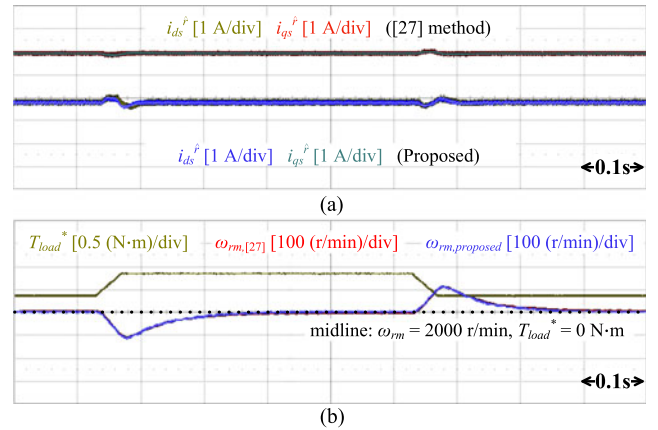 i_ds^r̂ [1 A/div] i_qs^r̂ [1 A/div] ([27] method)
i_ds^r̂ [1 A/div] i_qs^r̂ [1 A/div] (Proposed)
0.1s
(a)
T_load^* [0.5 (N·m)/div] ω_rm,[27] [100 (r/min)/div] ω_rm,proposed [100 (r/min)/div]
midline: ω_rm = 2000 r/min, T_load^* = 0 N·m
0.1s
(b)